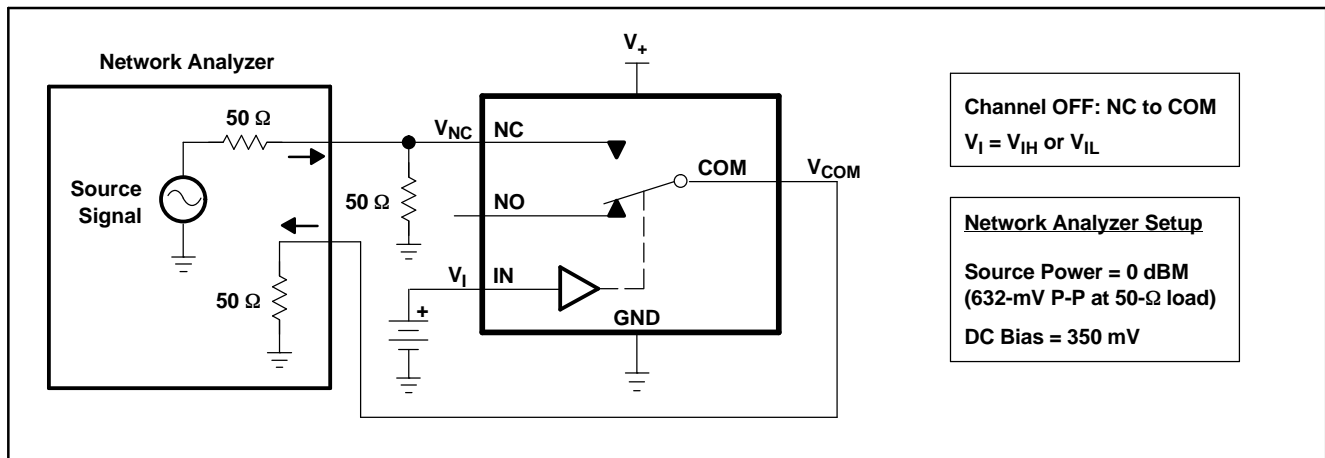 Network Analyzer
50 Ω
Source
Signal
50 Ω
50 Ω
V+
VNC
NC
NO
COM
VCOM
VI
IN
+
GND
Channel OFF: NC to COM
VI = VIH or VIL
Network Analyzer Setup
Source Power = 0 dBM
(632-mV P-P at 50-Ω load)
DC Bias = 350 mV